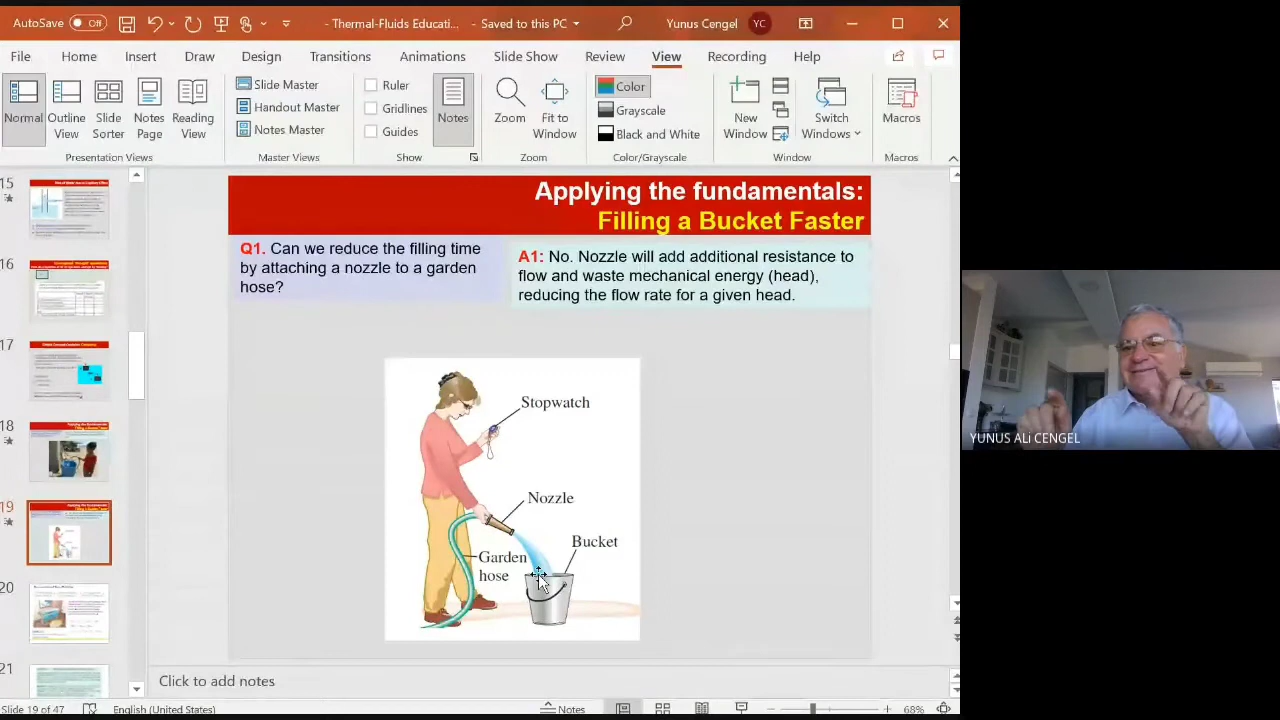 AutoSave Off - Thermal-Fluids Educati... - Saved to this PC Yunus Cengel YC
File Home Insert Draw Design Transitions Animations Slide Show Review View Recording Help
Normal
Outline View
Slide Sorter
Notes Page
Reading View
Presentation Views
Slide Master
Handout Master
Notes Master
Master Views
Ruler
Gridlines
Guides
Show
Notes
Zoom
Fit to Window
Zoom
Color
Grayscale
Black and White
Color/Grayscale
New Window
Switch Windows
Window
Macros
Macros
15
16
17
18
19
20
21
Applying the fundamentals:
Filling a Bucket Faster
Q1. Can we reduce the filling time
by attaching a nozzle to a garden
hose?
A1: No. Nozzle will add additional resistance to
flow and waste mechanical energy (head),
reducing the flow rate for a given head.
Stopwatch
Nozzle
Bucket
Garden
hose
YUNUS ALi CENGEL
Click to add notes
Slide 19 of 47 English (United States) Notes 68%